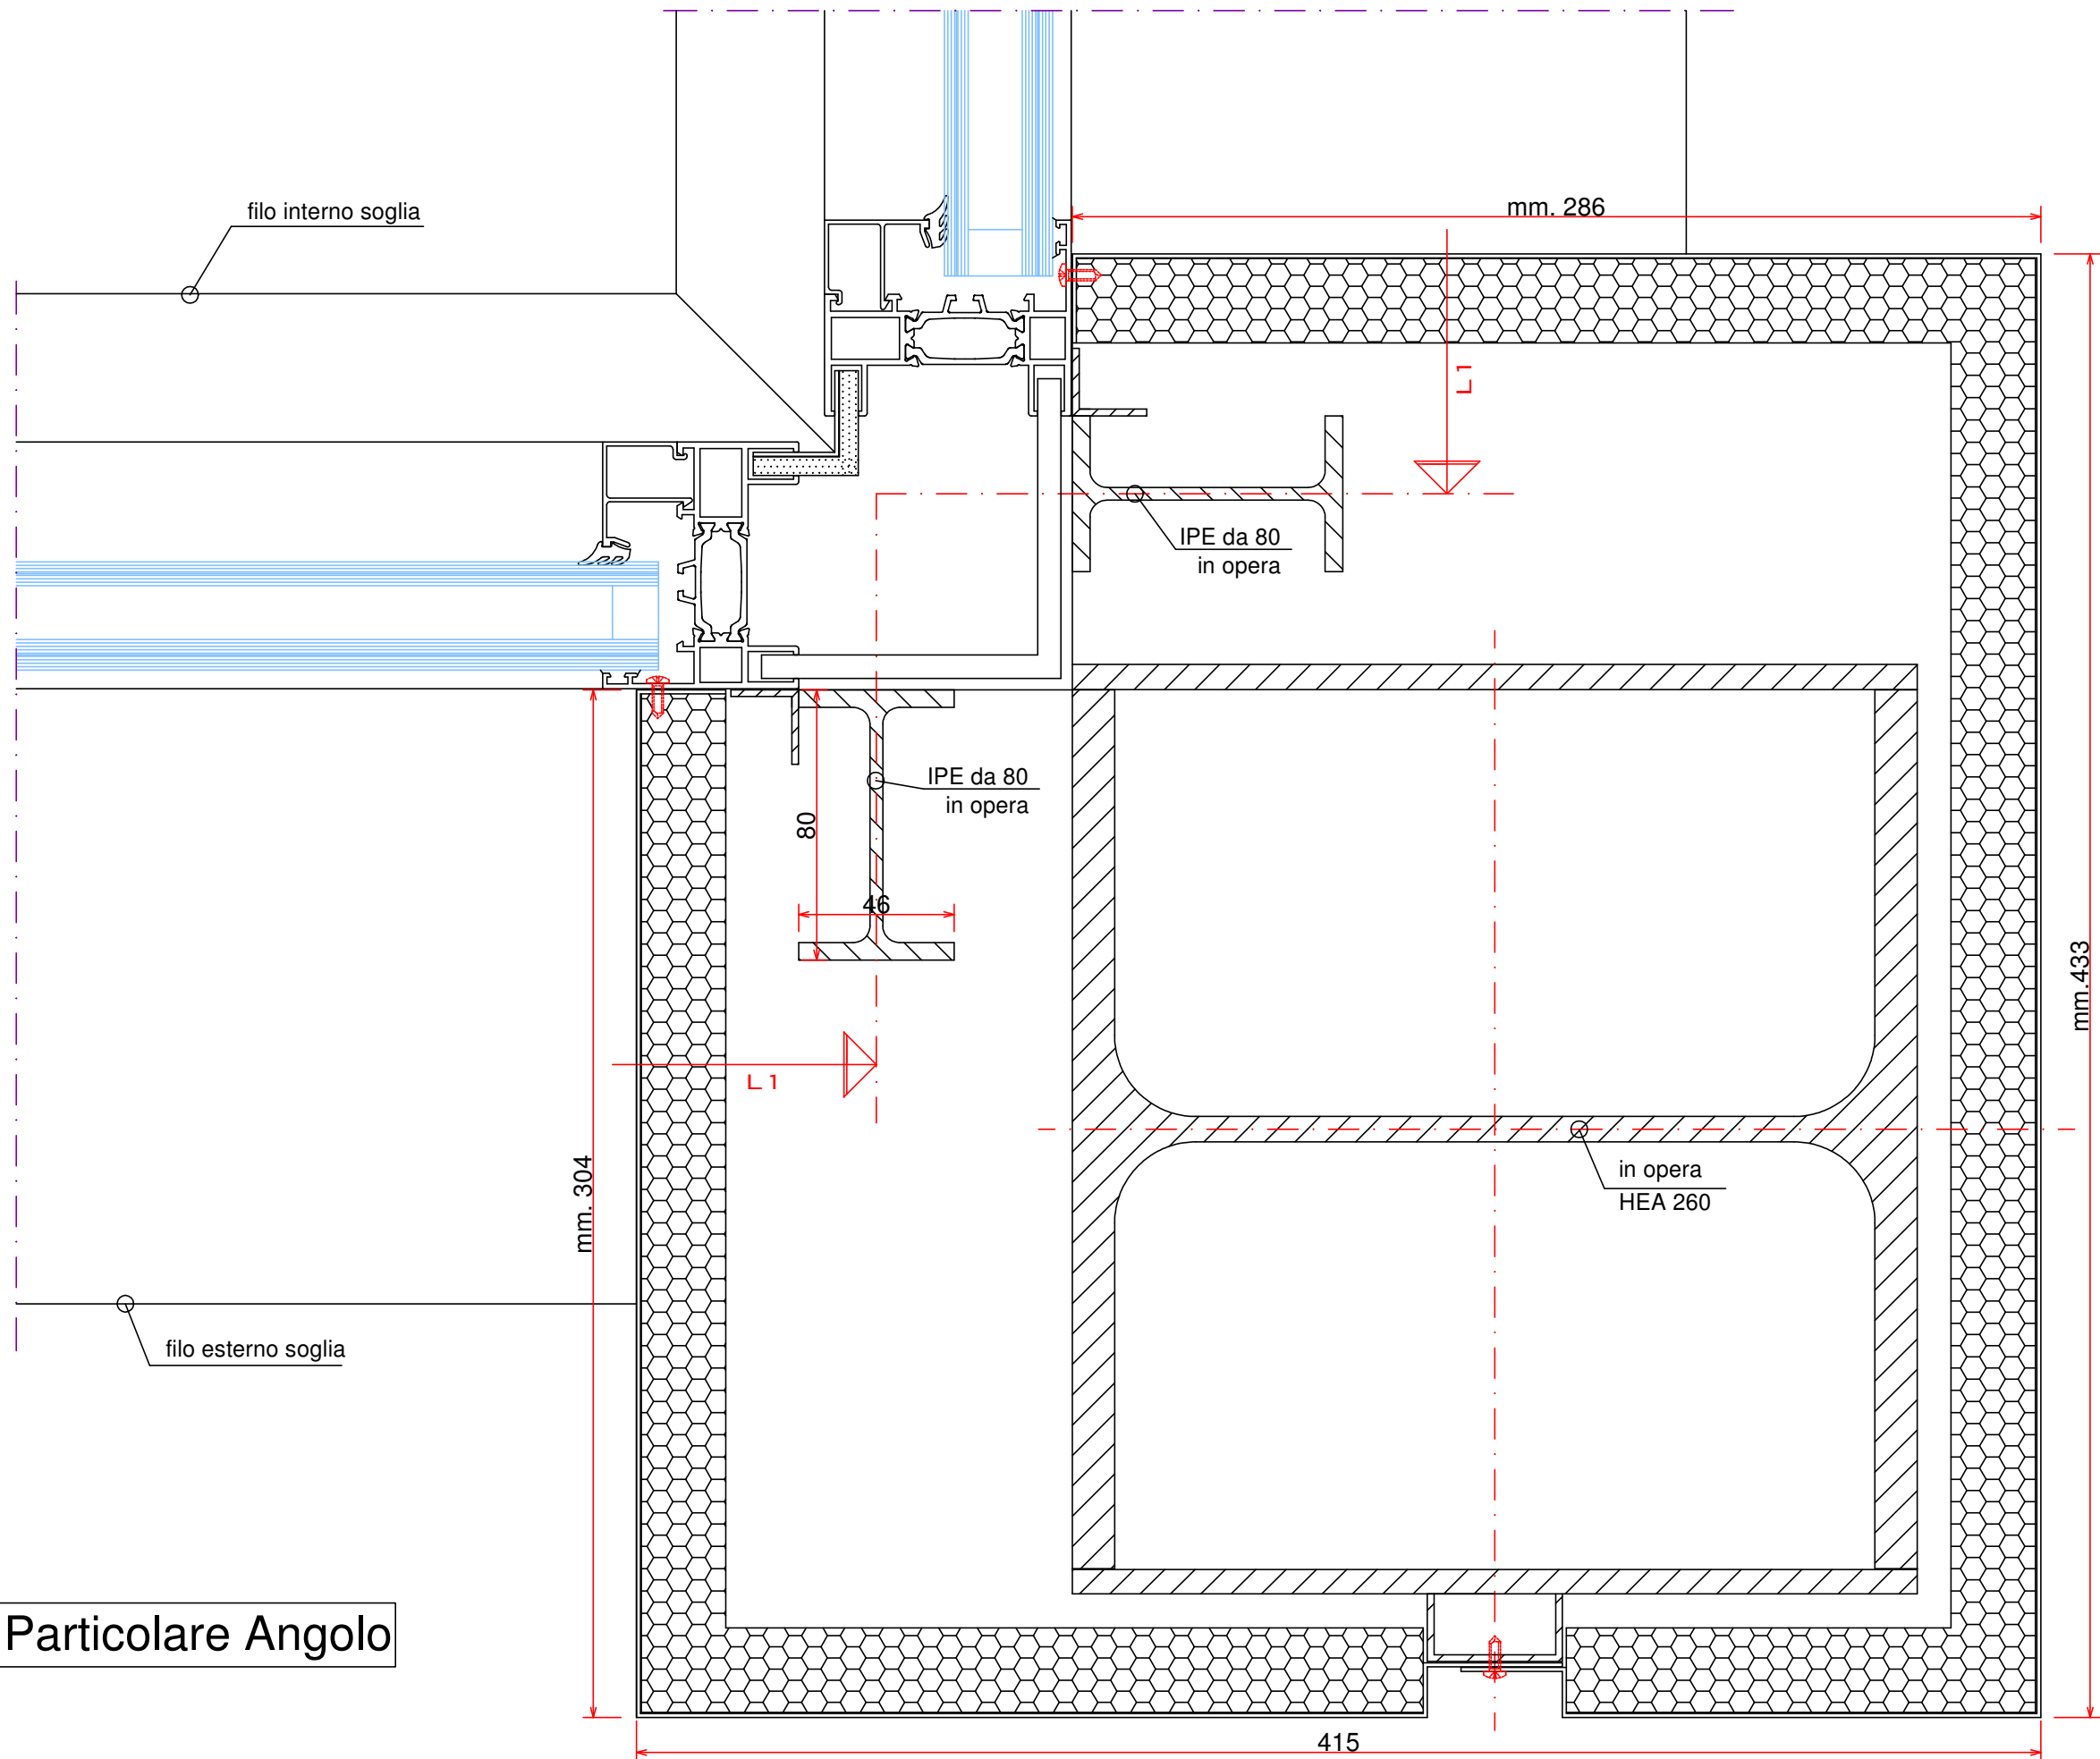 mm. 286
filo interno soglia
L1
IPE da 80
in opera
IPE da 80
in opera
80
46
mm.433
L1
mm. 304
in opera
HEA 260
filo esterno soglia
Particolare Angolo
415